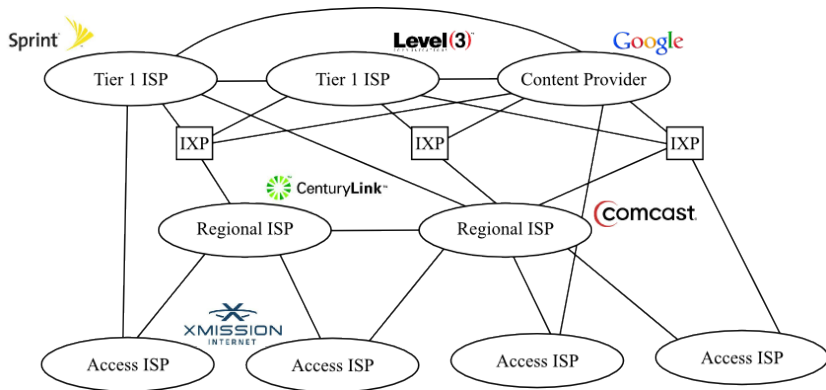 Sprint
Level(3)
Google
Tier 1 ISP
Tier 1 ISP
Content Provider
IXP
IXP
IXP
CenturyLink™
Regional ISP
Regional ISP
comcast.
XMISSION
INTERNET
Access ISP
Access ISP
Access ISP
Access ISP